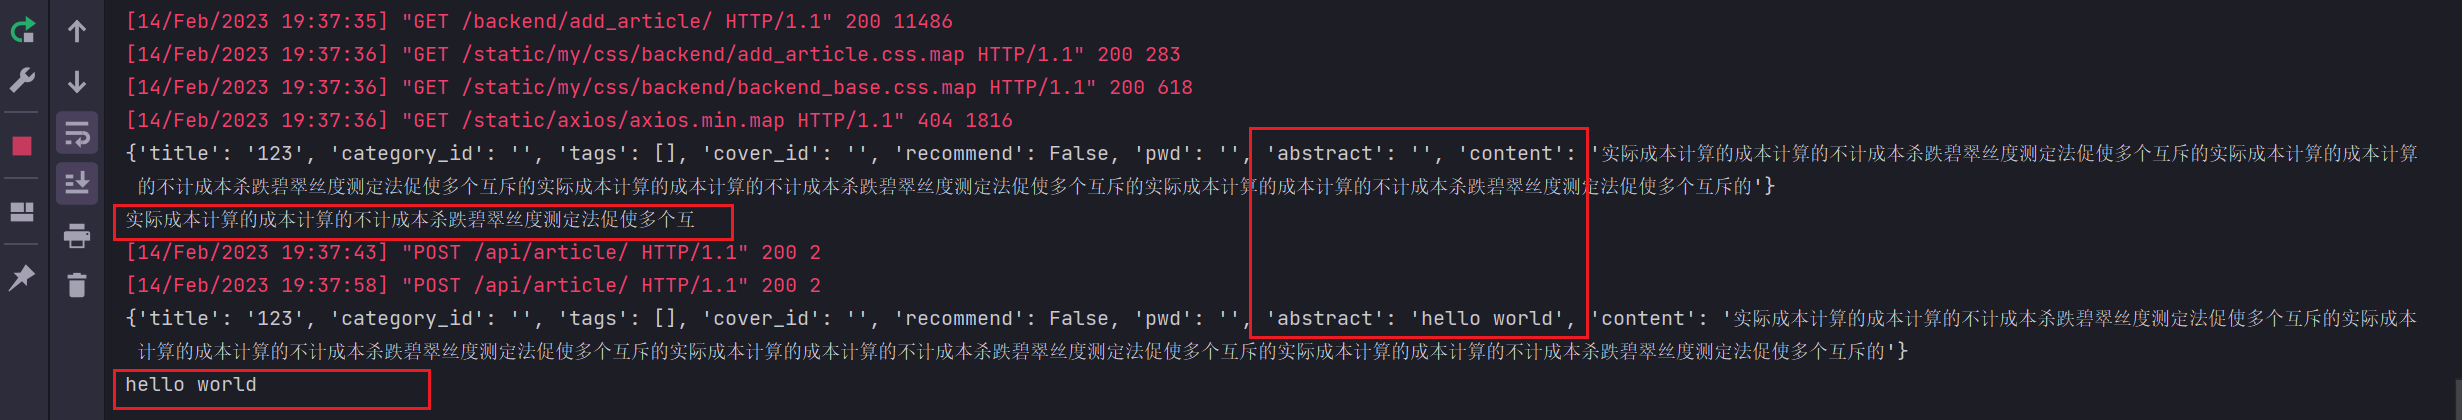 [14/Feb/2023 19:37:35] "GET /backend/add_article/ HTTP/1.1" 200 11486
[14/Feb/2023 19:37:36] "GET /static/my/css/backend/add_article.css.map HTTP/1.1" 200 283
[14/Feb/2023 19:37:36] "GET /static/my/css/backend/backend_base.css.map HTTP/1.1" 200 618
[14/Feb/2023 19:37:36] "GET /static/axios/axios.min.map HTTP/1.1" 404 1816
{'title': '123', 'category_id': '', 'tags': [], 'cover_id': '', 'recommend': False, 'pwd': '', 'abstract': '', 'content': '实际成本计算的成本计算的不计成本杀跌碧翠丝度测定法促使多个互斥的实际成本计算的成本计算
的不计成本杀跌碧翠丝度测定法促使多个互斥的实际成本计算的成本计算的不计成本杀跌碧翠丝度测定法促使多个互斥的实际成本计算的成本计算的不计成本杀跌碧翠丝度测定法促使多个互斥的'}
实际成本计算的成本计算的不计成本杀跌碧翠丝度测定法促使多个互
[14/Feb/2023 19:37:43] "POST /api/article/ HTTP/1.1" 200 2
[14/Feb/2023 19:37:58] "POST /api/article/ HTTP/1.1" 200 2
{'title': '123', 'category_id': '', 'tags': [], 'cover_id': '', 'recommend': False, 'pwd': '', 'abstract': 'hello world', 'content': '实际成本计算的成本计算的不计成本杀跌碧翠丝度测定法促使多个互斥的实际成本
计算的成本计算的不计成本杀跌碧翠丝度测定法促使多个互斥的实际成本计算的成本计算的不计成本杀跌碧翠丝度测定法促使多个互斥的实际成本计算的成本计算的不计成本杀跌碧翠丝度测定法促使多个互斥的'}
hello world